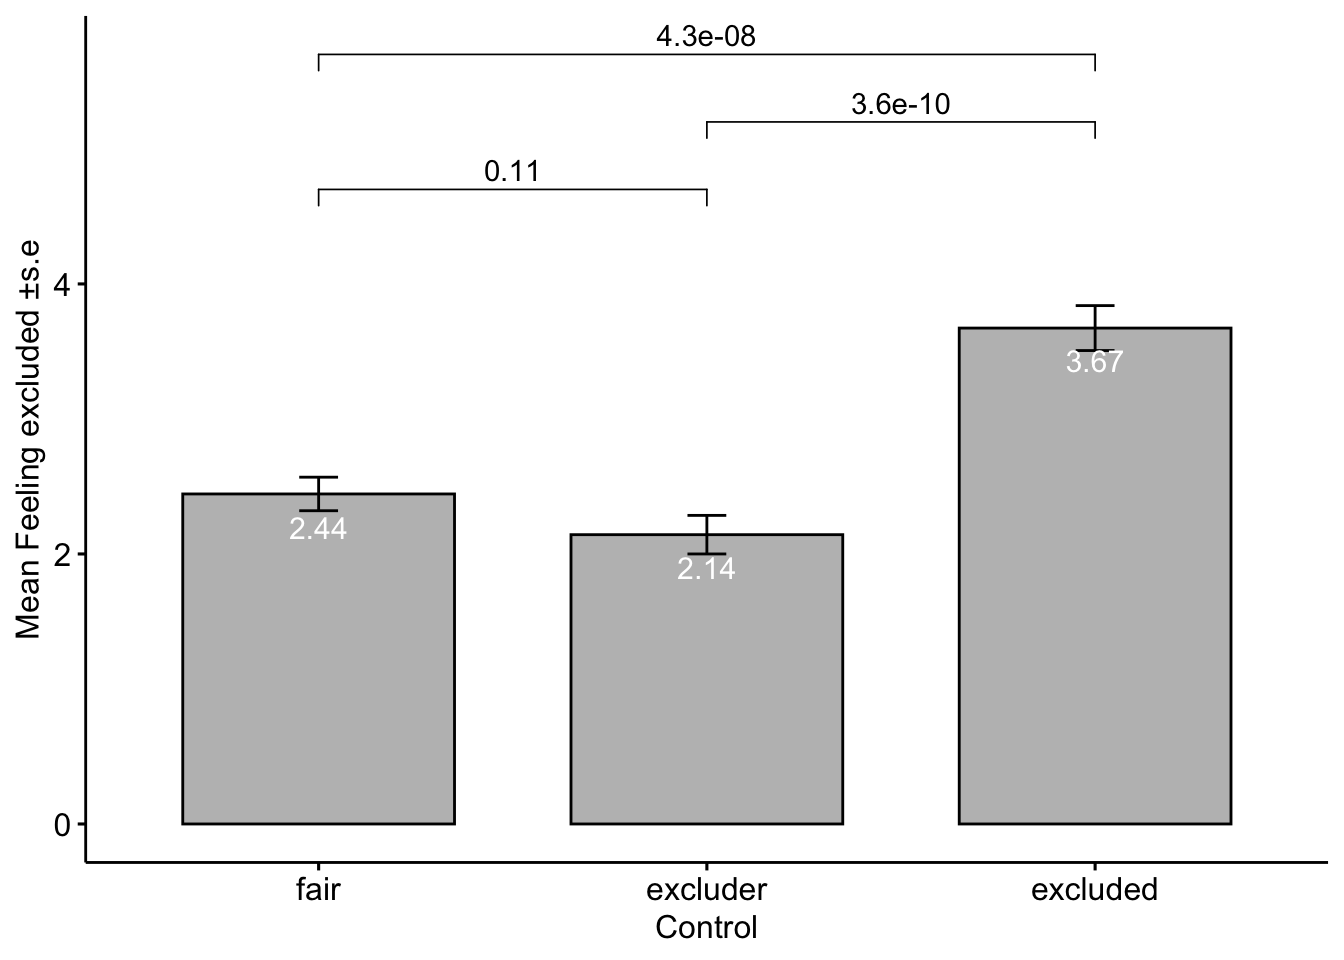 4.3e-08
3.6e-10
0.11
Mean Feeling excluded ±s.e
4
2
0
3.67
2.44
2.14
fair
excluder
excluded
Control